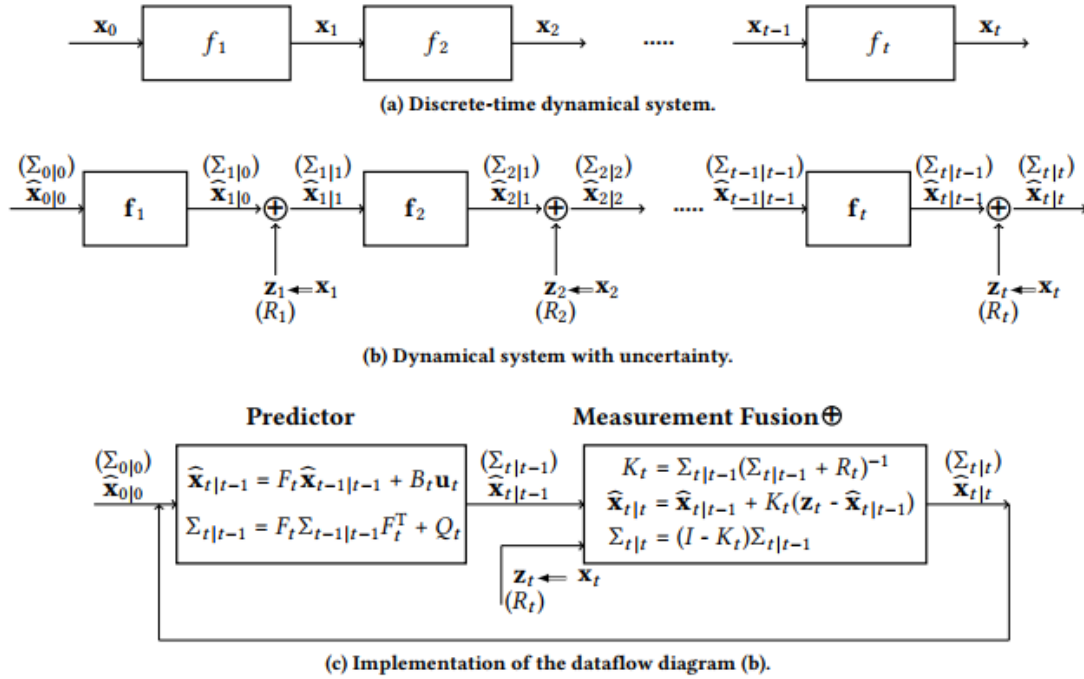 x₀ f₁ x₁ f₂ x₂ ..... xₜ₋₁ fₜ xₜ
(a) Discrete-time dynamical system.
(Σ₀|₀) (Σ₁|₀) (Σ₁|₁) (Σ₂|₁) (Σ₂|₂) (Σₜ₋₁|ₜ₋₁) (Σₜ|ₜ₋₁) (Σₜ|ₜ)
x̂₀|₀ f₁ x̂₁|₀ ⊕ x̂₁|₁ f₂ x̂₂|₁ ⊕ x̂₂|₂ ..... x̂ₜ₋₁|ₜ₋₁ fₜ x̂ₜ|ₜ₋₁ ⊕ x̂ₜ|ₜ
z₁ ⇐ x₁ z₂ ⇐ x₂ zₜ ⇐ xₜ
(R₁) (R₂) (Rₜ)
(b) Dynamical system with uncertainty.
Predictor Measurement Fusion⊕
(Σ₀|₀) (Σₜ|ₜ₋₁) (Σₜ|ₜ)
x̂₀|₀ x̂ₜ|ₜ₋₁ x̂ₜ|ₜ
x̂ₜ|ₜ₋₁ = Fₜx̂ₜ₋₁|ₜ₋₁ + Bₜuₜ
Σₜ|ₜ₋₁ = FₜΣₜ₋₁|ₜ₋₁Fₜᵀ + Qₜ
Kₜ = Σₜ|ₜ₋₁(Σₜ|ₜ₋₁ + Rₜ)⁻¹
x̂ₜ|ₜ = x̂ₜ|ₜ₋₁ + Kₜ(zₜ - x̂ₜ|ₜ₋₁)
Σₜ|ₜ = (I - Kₜ)Σₜ|ₜ₋₁
zₜ ⇐ xₜ
(Rₜ)
(c) Implementation of the dataflow diagram (b).